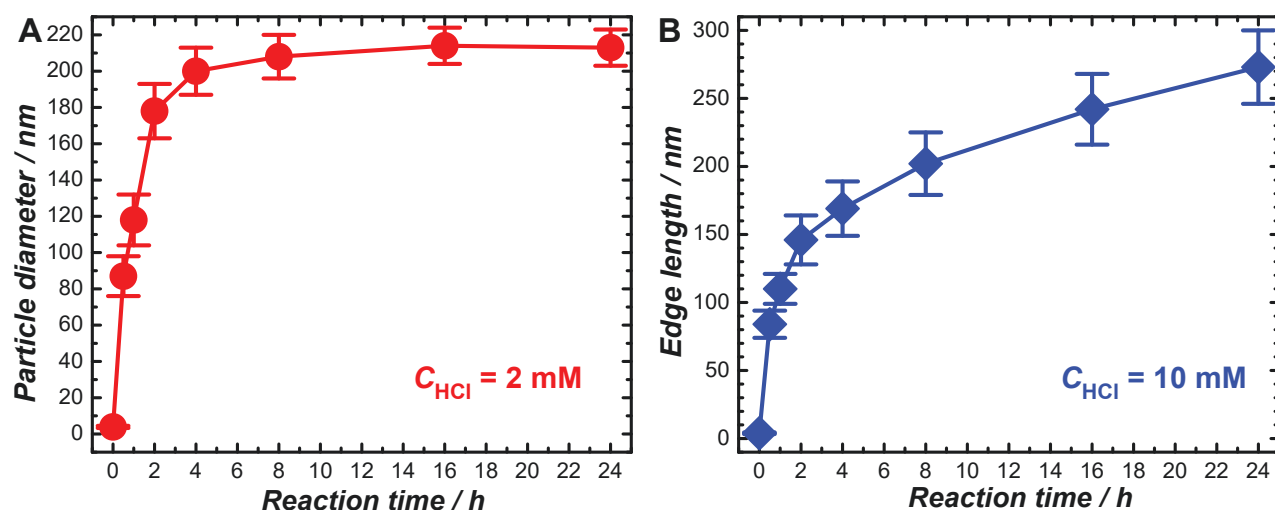 A
220
200
180
160
140
120
100
80
60
40
20
0
Particle diameter / nm
C_HCl = 2 mM
0 2 4 6 8 10 12 14 16 18 20 22 24
Reaction time / h
B
300
250
200
150
100
50
0
Edge length / nm
C_HCl = 10 mM
0 2 4 6 8 10 12 14 16 18 20 22 24
Reaction time / h